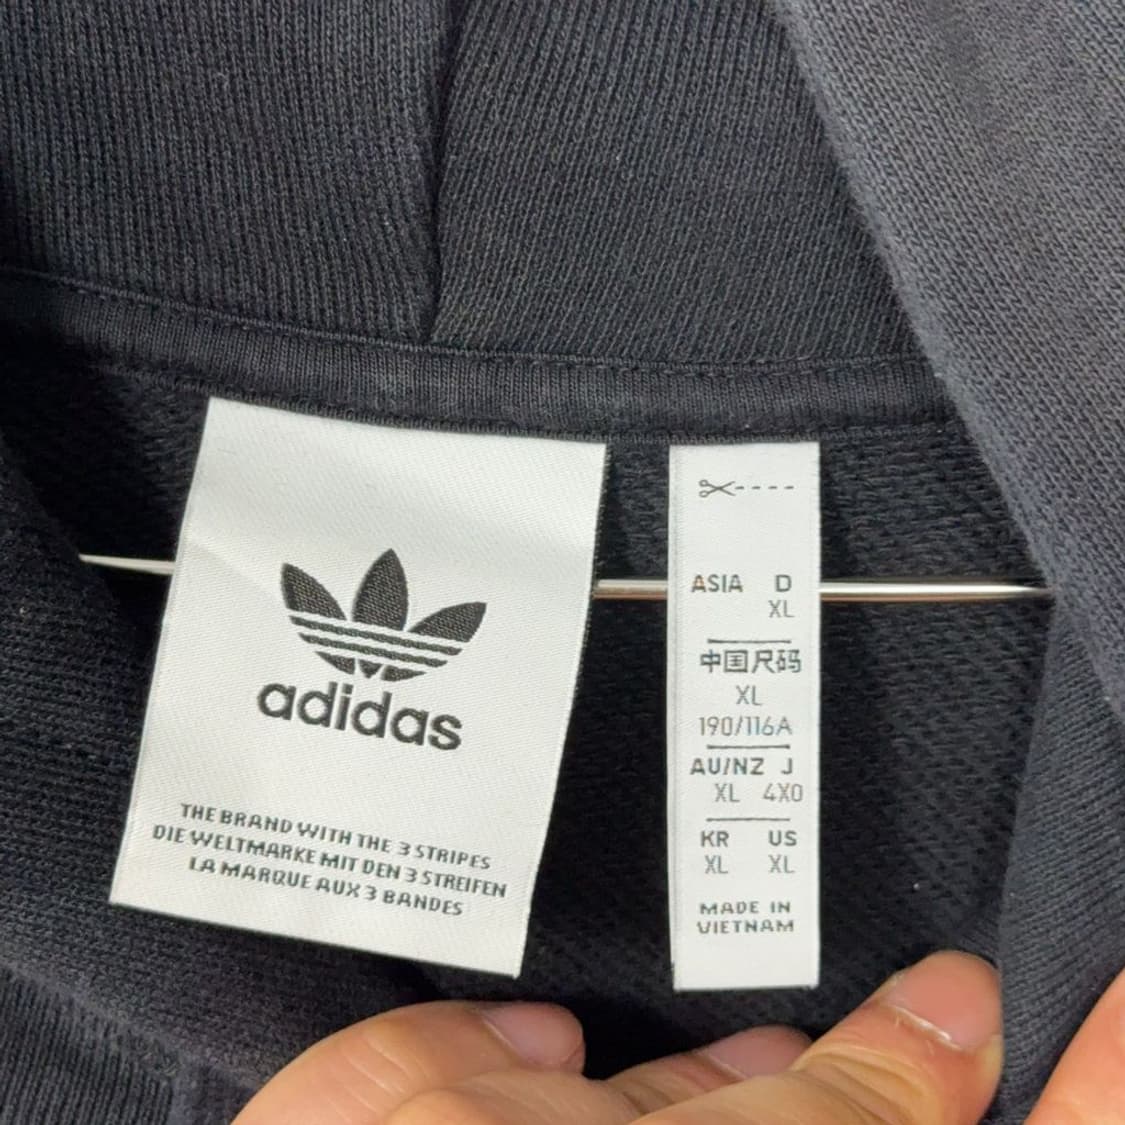 adidas
THE BRAND WITH THE 3 STRIPES
DIE WELTMARKE MIT DEN 3 STREIFEN
LA MARQUE AUX 3 BANDES
ASIA D
XL
中国尺码
XL
190/116A
AU/NZ J
XL 4XO
KR US
XL XL
MADE IN
VIETNAM